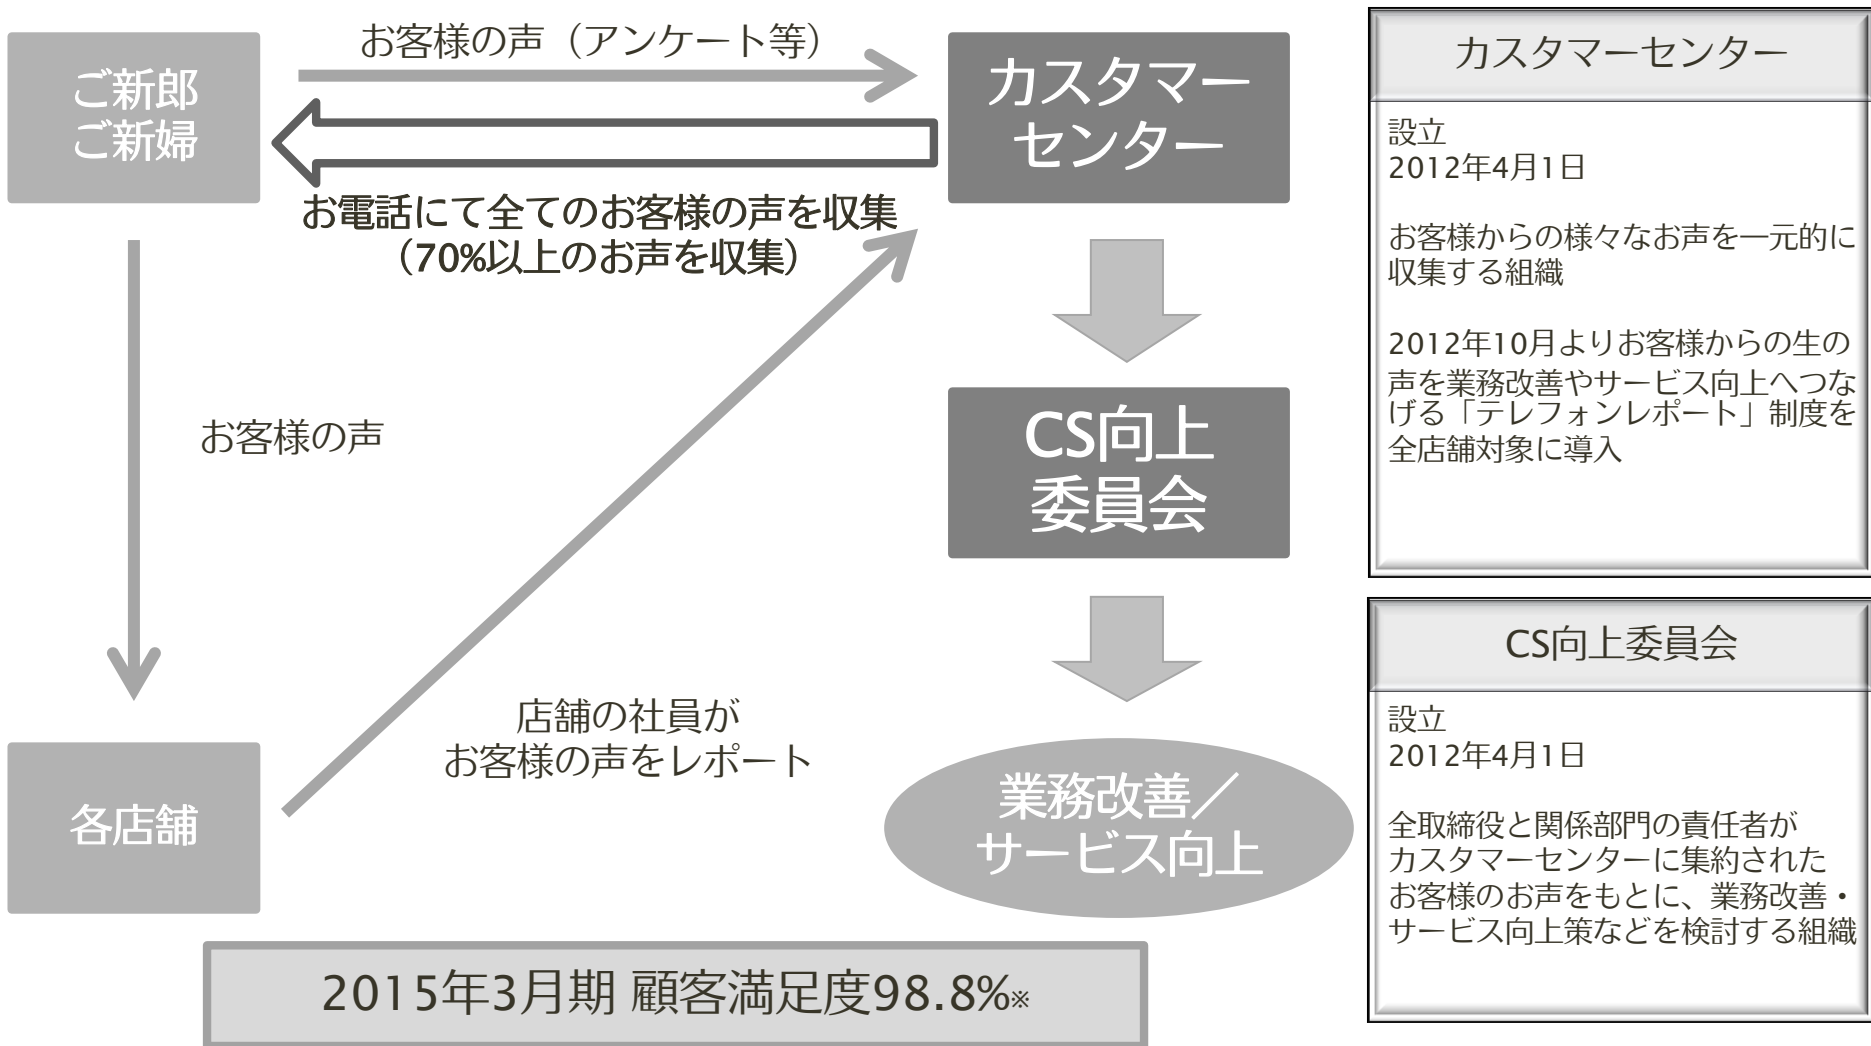 お客様の声（アンケート等）
ご新郎
ご新婦
カスタマー
センター
お電話にて全てのお客様の声を収集
（70%以上のお声を収集）
お客様の声
CS向上
委員会
店舗の社員が
お客様の声をレポート
各店舗
業務改善／
サービス向上
2015年3月期 顧客満足度98.8%※
カスタマーセンター
設立
2012年4月1日
お客様からの様々なお声を一元的に
収集する組織
2012年10月よりお客様からの生の
声を業務改善やサービス向上へつな
げる「テレフォンレポート」制度を
全店舗対象に導入
CS向上委員会
設立
2012年4月1日
全取締役と関係部門の責任者が
カスタマーセンターに集約された
お客様のお声をもとに、業務改善・
サービス向上策などを検討する組織